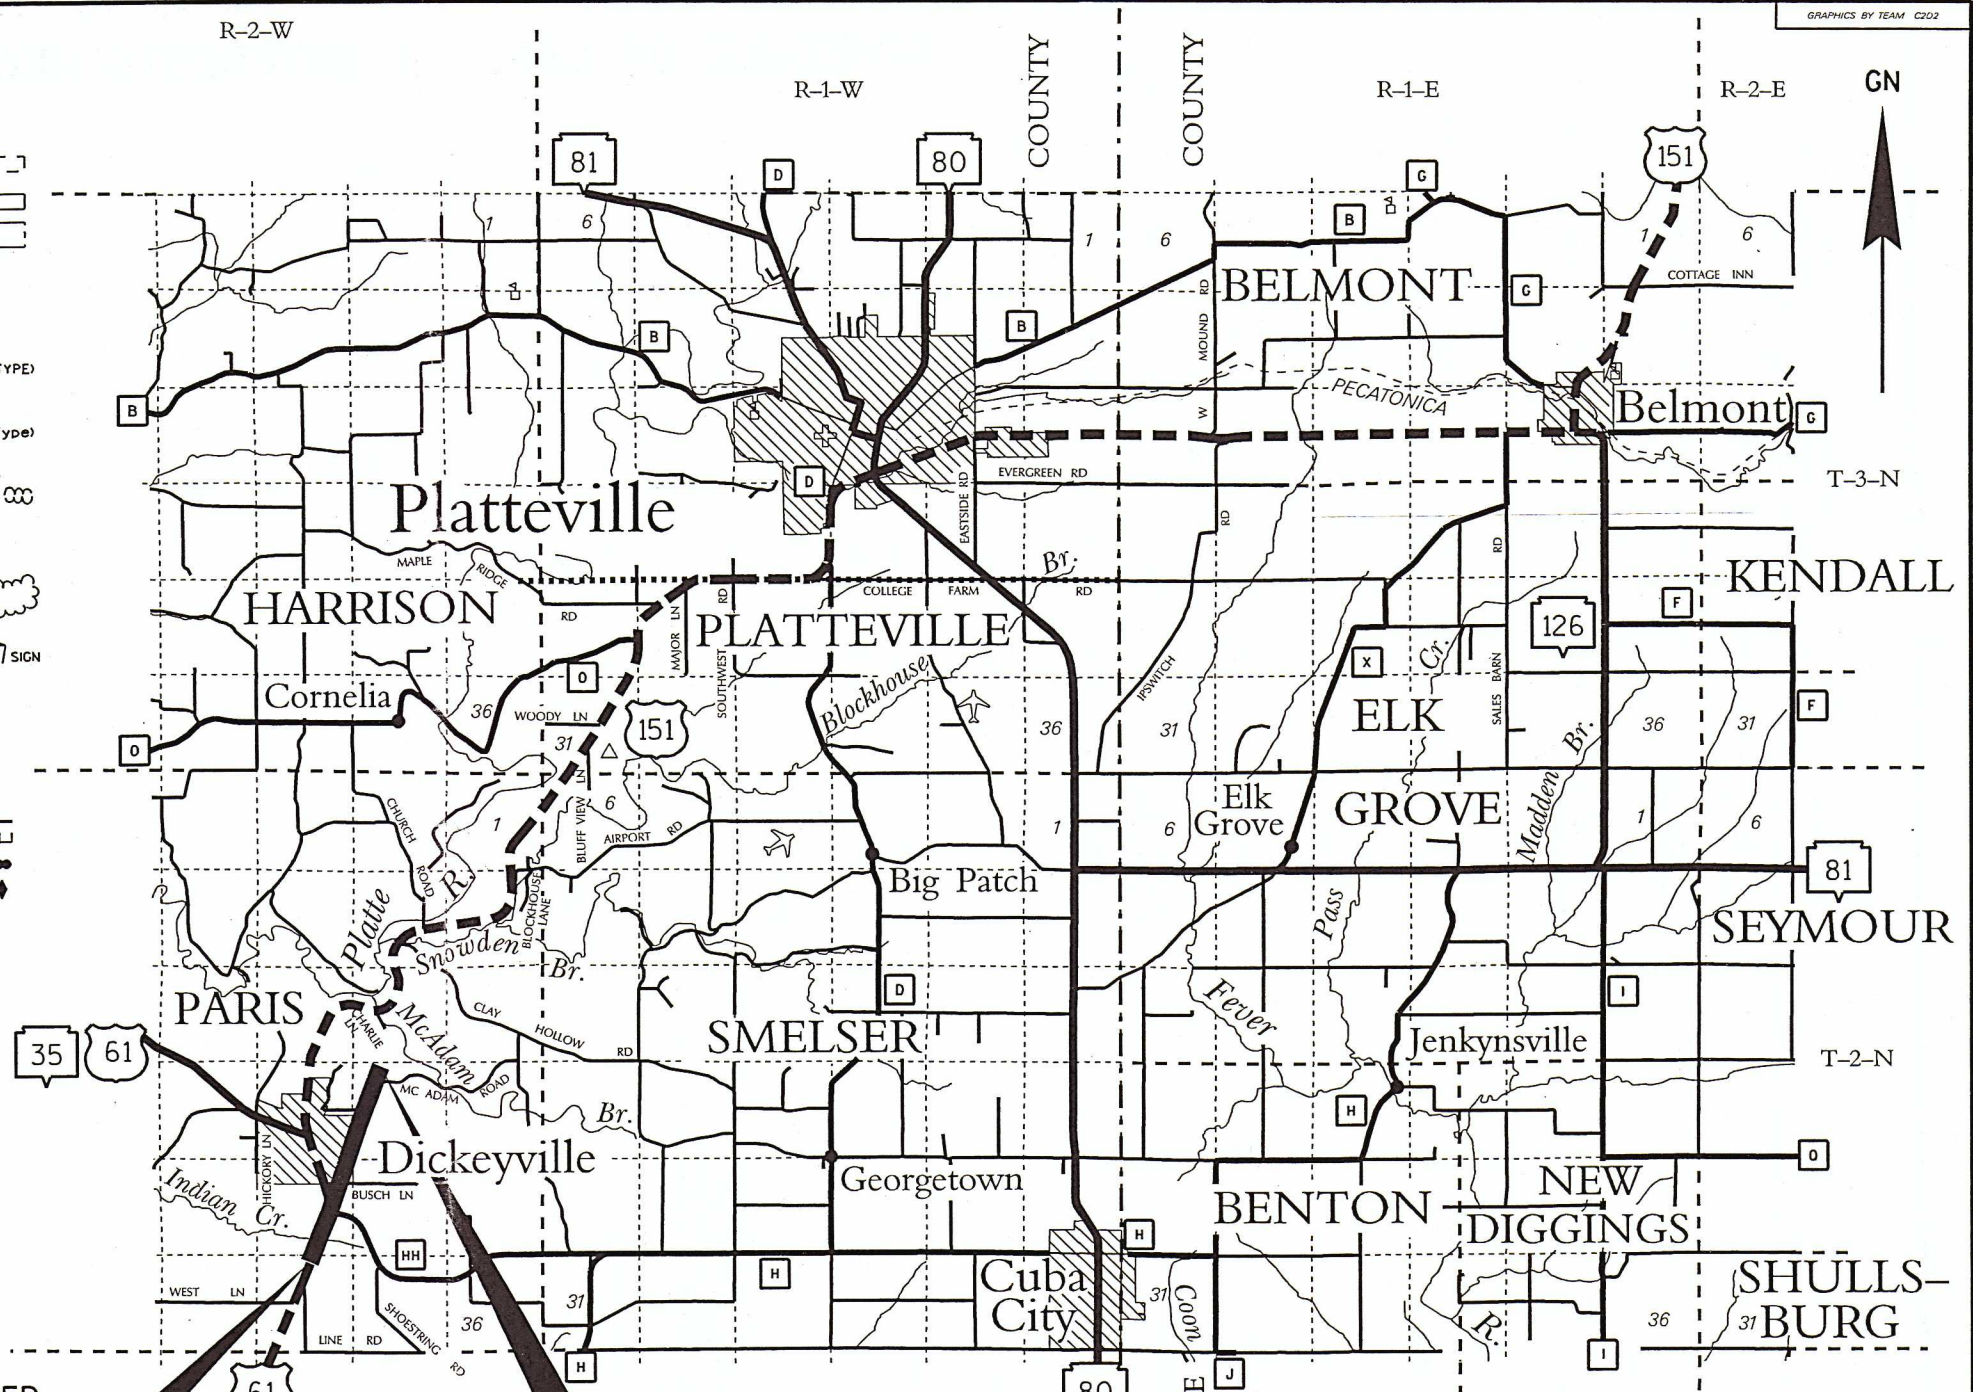 GRAPHICS BY TEAM C2D2
R-2-W
R-1-W
COUNTY
COUNTY
R-1-E
R-2-E
GN
81
D
80
G
151
1
6
1
6
B
1
6
COTTAGE INN
BELMONT
G
MOUND RD
B
B
YPE)
PECATONICA
Belmont
G
B
W
ype)
EVERGREEN RD
T-3-N
D
EASTSIDE RD
Platteville
RD
RD
MAPLE
RIDGE
RD
Br.
COLLEGE FARM RD
KENDALL
HARRISON
MAJOR LN
RD
SOUTHWEST
PLATTEVILLE
126
F
SIGN
O
Cornelia
Blockhouse
IPSWITCH
X
Cr.
SALES BARN
36
WOODY LN
151
36
31
ELK
Br.
36
31
F
O
31
BLUFF VIEW LN
6
CHURCH
ROAD
1
AIRPORT RD
1
6
Elk
Grove
GROVE
Madden
1
6
Platte
R.
BLOCKHOUSE
LANE
Big Patch
81
Pass
SEYMOUR
Snowden
Br.
D
I
PARIS
CHARLIE
LN
McAdam
CLAY
HOLLOW
RD
SMELSER
Fever
Jenkynsville
35
61
T-2-N
MC ADAM
ROAD
Br.
H
HICKORY LN
Dickeyville
O
Indian
Cr.
BUSCH LN
Georgetown
NEW
BENTON
DIGGINGS
HH
H
H
WEST LN
31
Cuba
City
31
Coon
SHULLS-
BURG
LINE RD
SHOESTRING
RD
36
R.
36
31
H
J
I
61
80